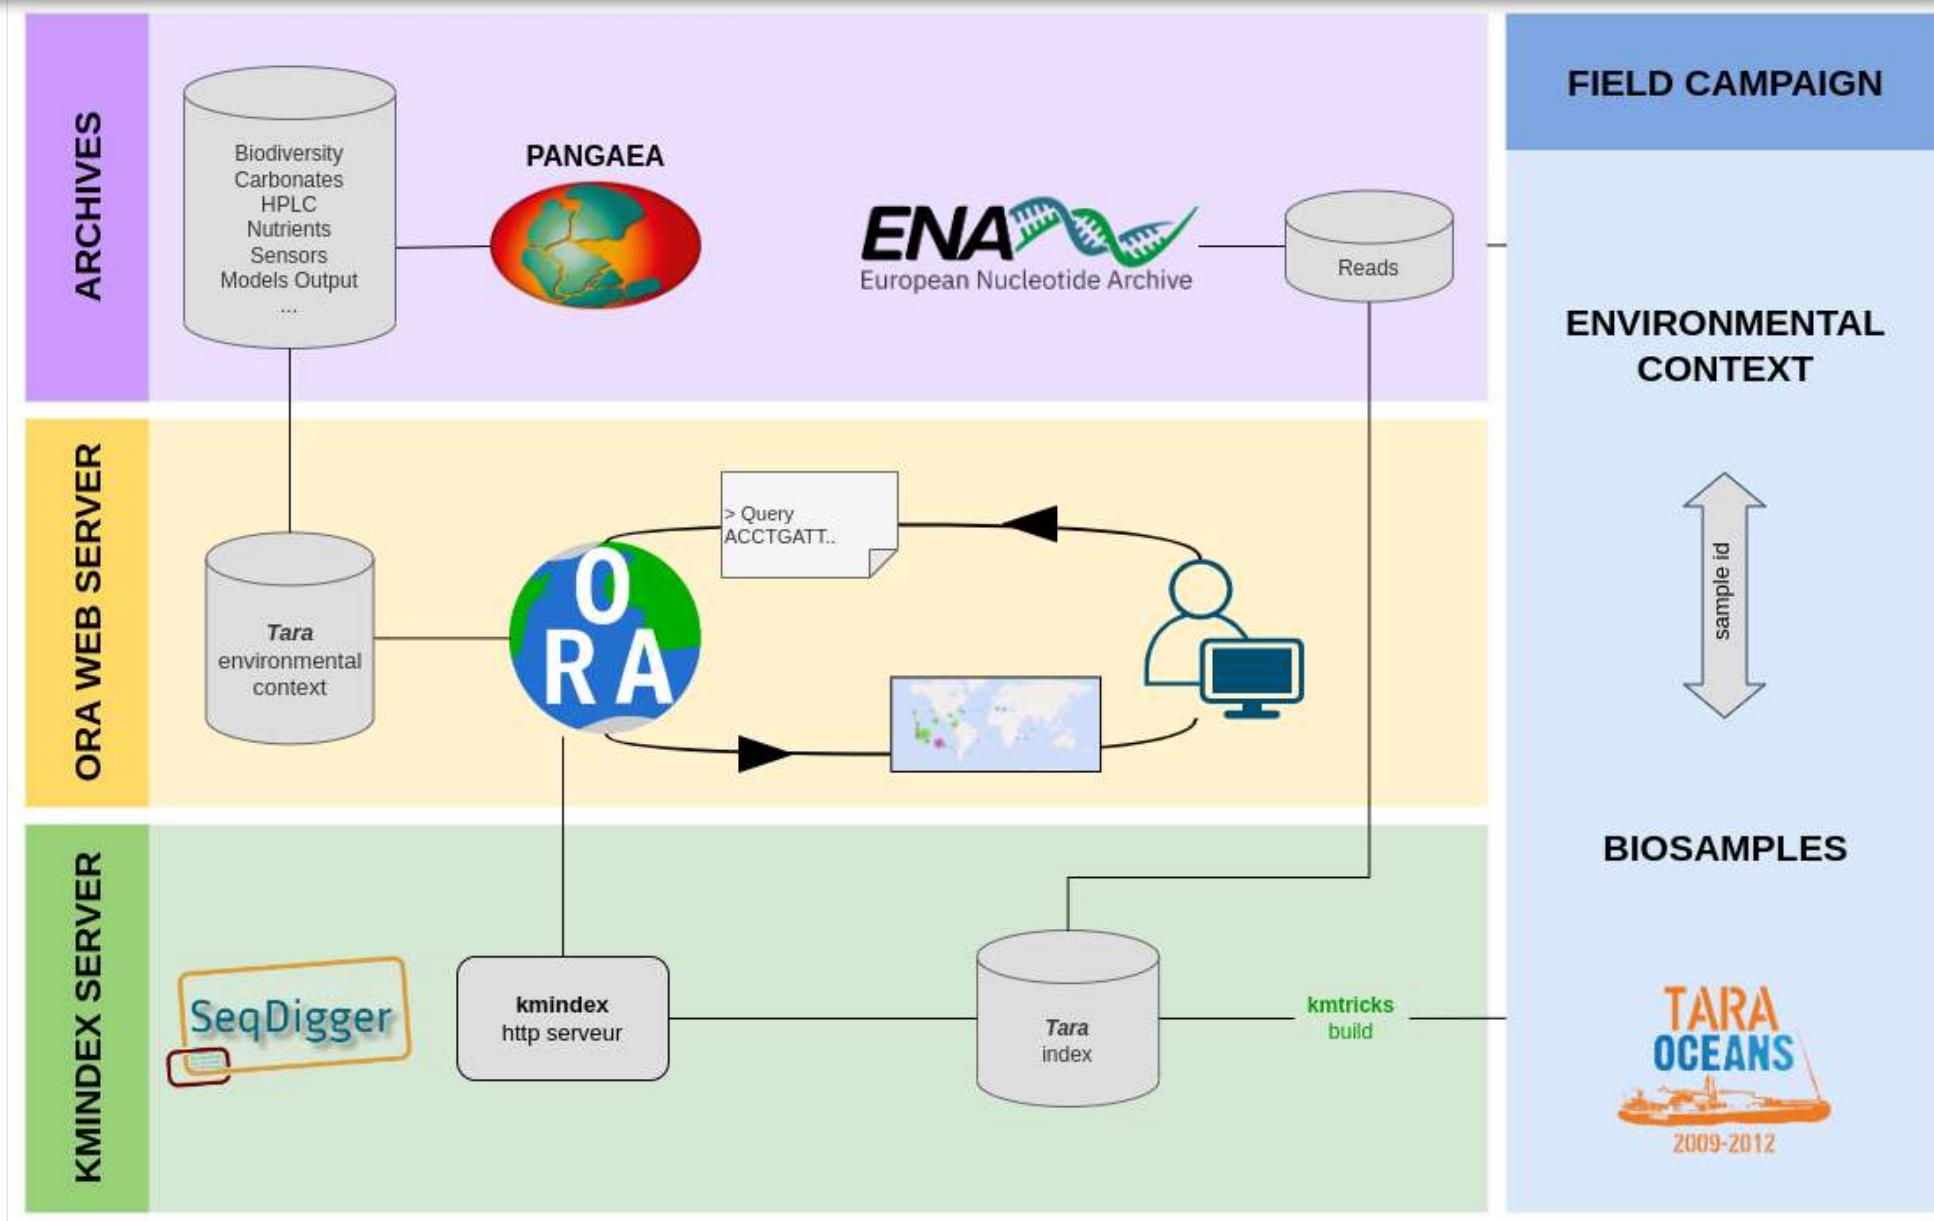 ARCHIVES
Biodiversity
Carbonates
HPLC
Nutrients
Sensors
Models Output
...
PANGAEA
ENA
European Nucleotide Archive
Reads
FIELD CAMPAIGN
ENVIRONMENTAL
CONTEXT
sample id
BIOSAMPLES
TARA
OCEANS
2009-2012
ORA WEB SERVER
Tara
environmental
context
O
RA
> Query
ACCTGATT..
KMINDEX SERVER
SeqDigger
kmindex
http serveur
Tara
index
kmtricks
build